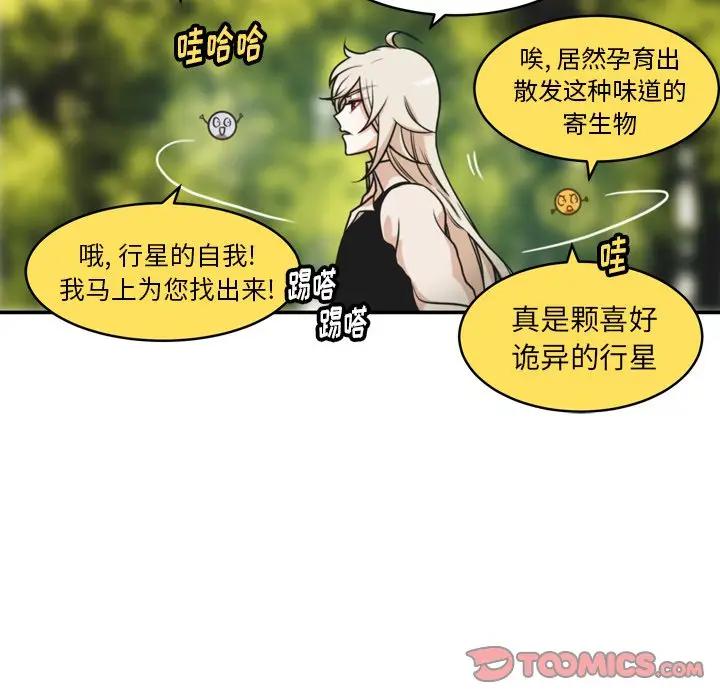 哇哈哈
唉, 居然孕育出
散发这种味道的
寄生物
哦, 行星的自我!
我马上为您找出来!
踢嗒
踢嗒
哇
真是颗喜好
诡异的行星
TOOMICS.COM